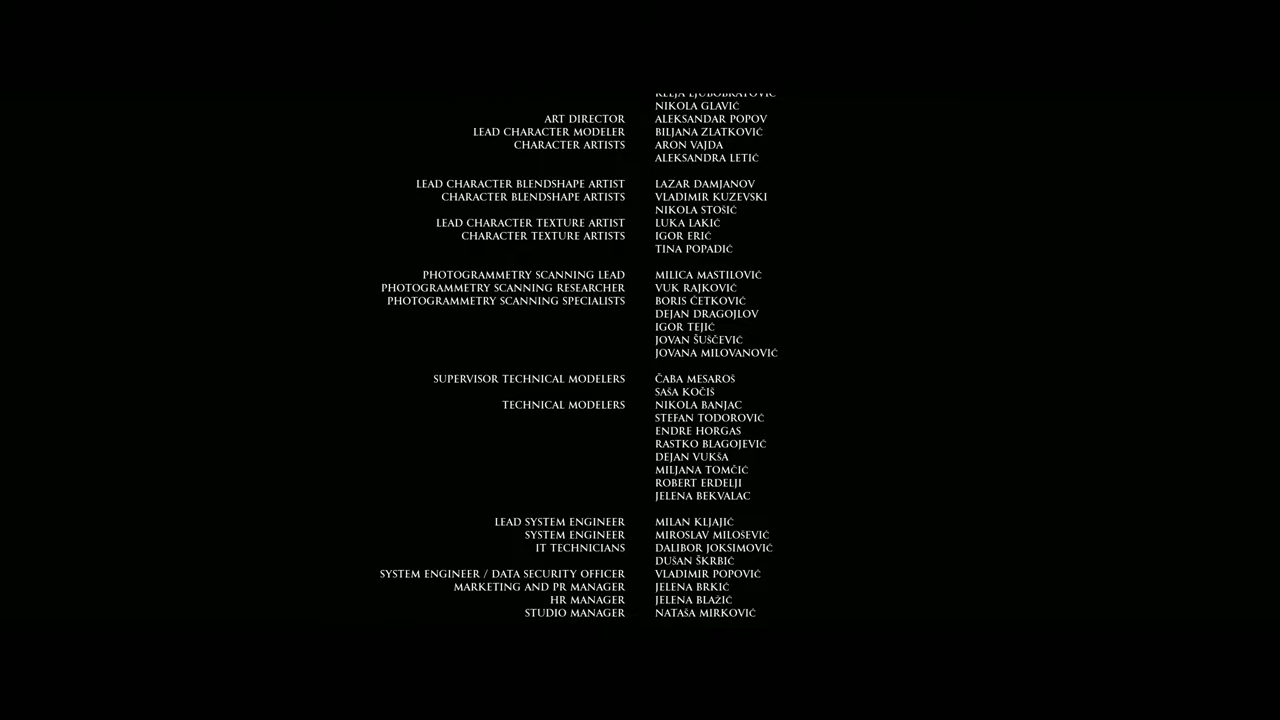 NIKOLA GLAVIĆ
ART DIRECTOR ALEKSANDAR POPOV
LEAD CHARACTER MODELER BILJANA ZLATKOVIĆ
CHARACTER ARTISTS ARON VAJDA
ALEKSANDRA LETIĆ
LEAD CHARACTER BLENDSHAPE ARTIST LAZAR DAMJANOV
CHARACTER BLENDSHAPE ARTISTS VLADIMIR KUZEVSKI
NIKOLA STOŠIĆ
LEAD CHARACTER TEXTURE ARTIST LUKA LAKIĆ
CHARACTER TEXTURE ARTISTS IGOR ERIĆ
TINA POPADIĆ
PHOTOGRAMMETRY SCANNING LEAD MILICA MASTILOVIĆ
PHOTOGRAMMETRY SCANNING RESEARCHER VUK RAJKOVIĆ
PHOTOGRAMMETRY SCANNING SPECIALISTS BORIS ĆETKOVIĆ
DEJAN DRAGOJLOV
IGOR TEJIĆ
JOVAN ŠUŠČEVIĆ
JOVANA MILOVANOVIĆ
SUPERVISOR TECHNICAL MODELERS ČABA MESAROŠ
SAŠA KOČIŠ
TECHNICAL MODELERS NIKOLA BANJAC
STEFAN TODOROVIĆ
ENDRE HORGAS
RASTKO BLAGOJEVIĆ
DEJAN VUKŠA
MILJANA TOMČIĆ
ROBERT ERDELJI
JELENA BEKVALAC
LEAD SYSTEM ENGINEER MILAN KLJAJIĆ
SYSTEM ENGINEER MIROSLAV MILOŠEVIĆ
IT TECHNICIANS DALIBOR JOKSIMOVIĆ
DUŠAN ŠKRBIĆ
SYSTEM ENGINEER / DATA SECURITY OFFICER VLADIMIR POPOVIĆ
MARKETING AND PR MANAGER JELENA BRKIĆ
HR MANAGER JELENA BLAŽIĆ
STUDIO MANAGER NATAŠA MIRKOVIĆ